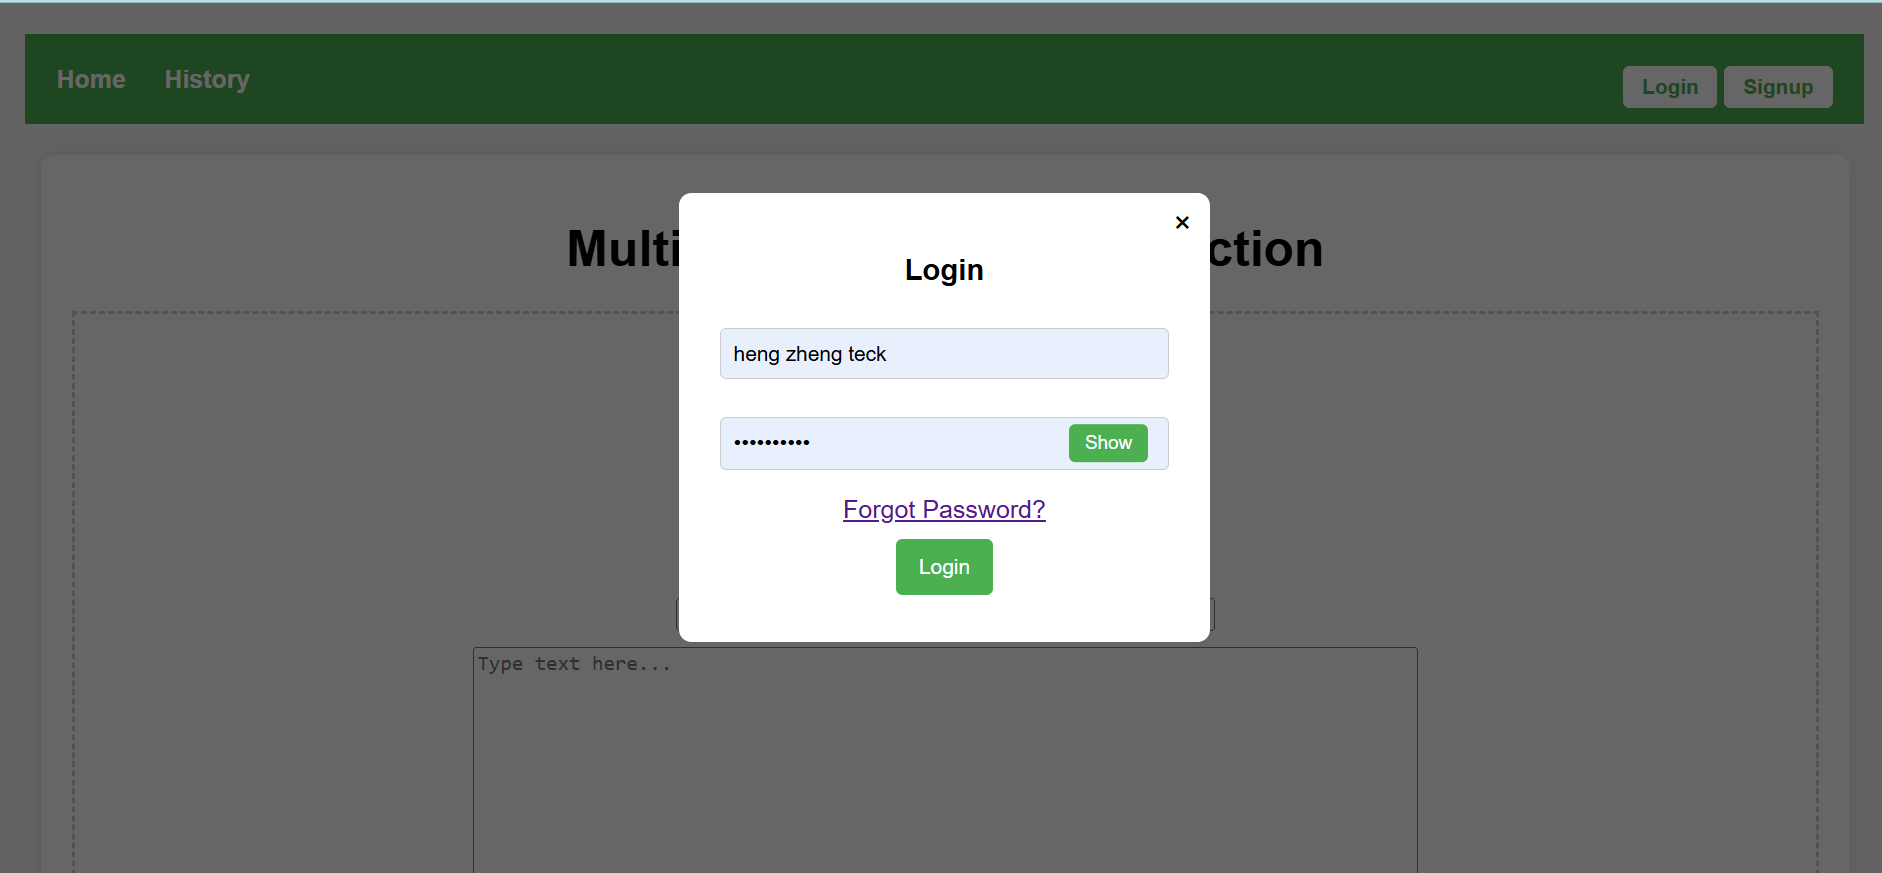 Home History
Login Signup
×
Multi ction
Login
heng zheng teck
•••••••••• Show
Forgot Password?
Login
Type text here...